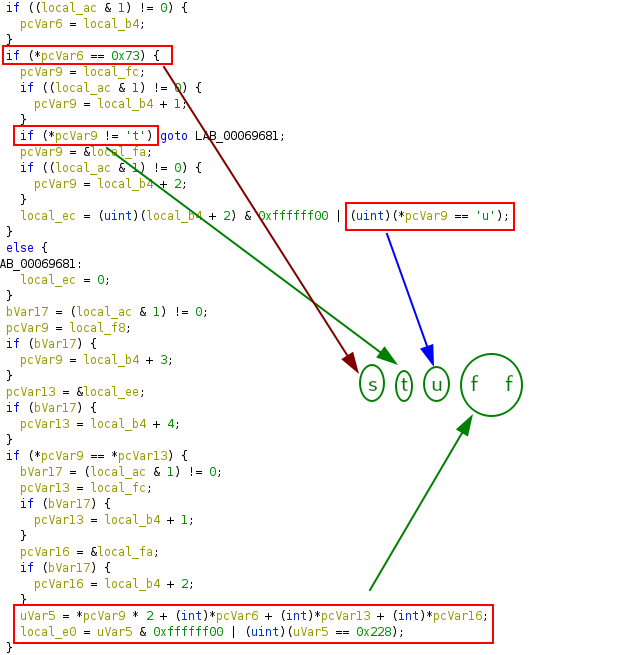 if ((local_ac & 1) != 0) {
pcVar6 = local_b4;
}
if (*pcVar6 == 0x73) {
pcVar9 = local_fc;
if ((local_ac & 1) != 0) {
pcVar9 = local_b4 + 1;
}
if (*pcVar9 != 't') goto LAB_00069681;
pcVar9 = &local_fa;
if ((local_ac & 1) != 0) {
pcVar9 = local_b4 + 2;
}
local_ec = (uint)(local_b4 + 2) & 0xffffff00 | (uint)(*pcVar9 == 'u');
}
else {
AB_00069681:
local_ec = 0;
}
bVar17 = (local_ac & 1) != 0;
pcVar9 = local_f8;
if (bVar17) {
pcVar9 = local_b4 + 3;
}
pcVar13 = &local_ee;
if (bVar17) {
pcVar13 = local_b4 + 4;
}
if (*pcVar9 == *pcVar13) {
bVar17 = (local_ac & 1) != 0;
pcVar13 = local_fc;
if (bVar17) {
pcVar13 = local_b4 + 1;
}
pcVar16 = &local_fa;
if (bVar17) {
pcVar16 = local_b4 + 2;
}
uVar5 = *pcVar9 * 2 + (int)*pcVar6 + (int)*pcVar13 + (int)*pcVar16;
local_e0 = uVar5 & 0xffffff00 | (uint)(uVar5 == 0x228);
}
s t u f f